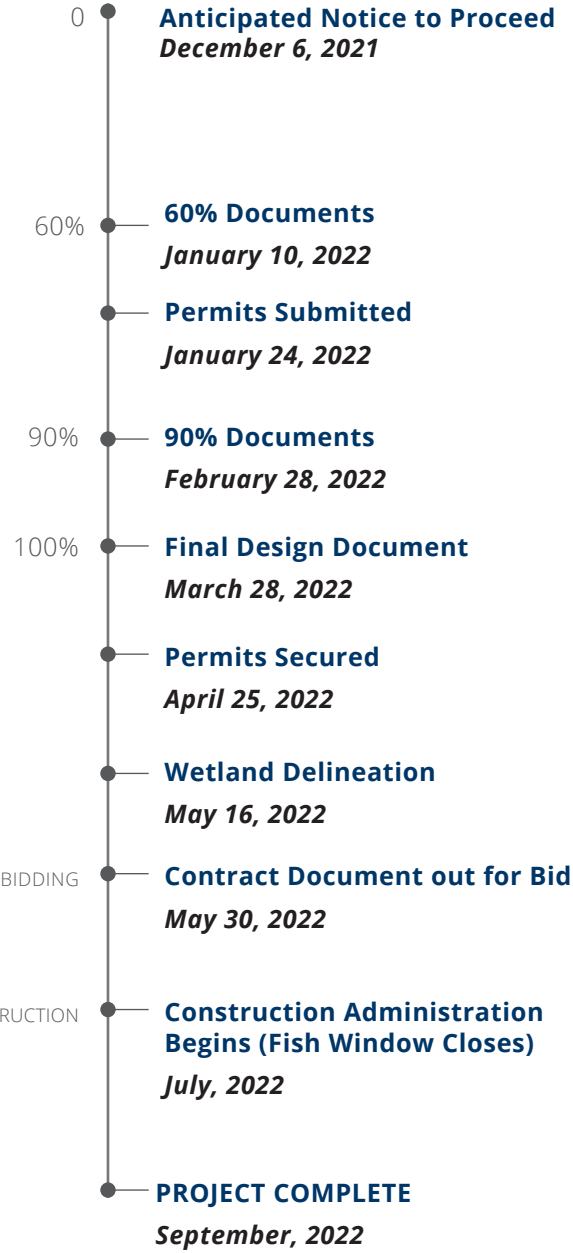 0
Anticipated Notice to Proceed
December 6, 2021
60%
60% Documents
January 10, 2022
Permits Submitted
January 24, 2022
90%
90% Documents
February 28, 2022
100%
Final Design Document
March 28, 2022
Permits Secured
April 25, 2022
Wetland Delineation
May 16, 2022
BIDDING
Contract Document out for Bid
May 30, 2022
RUCTION
Construction Administration
Begins (Fish Window Closes)
July, 2022
PROJECT COMPLETE
September, 2022